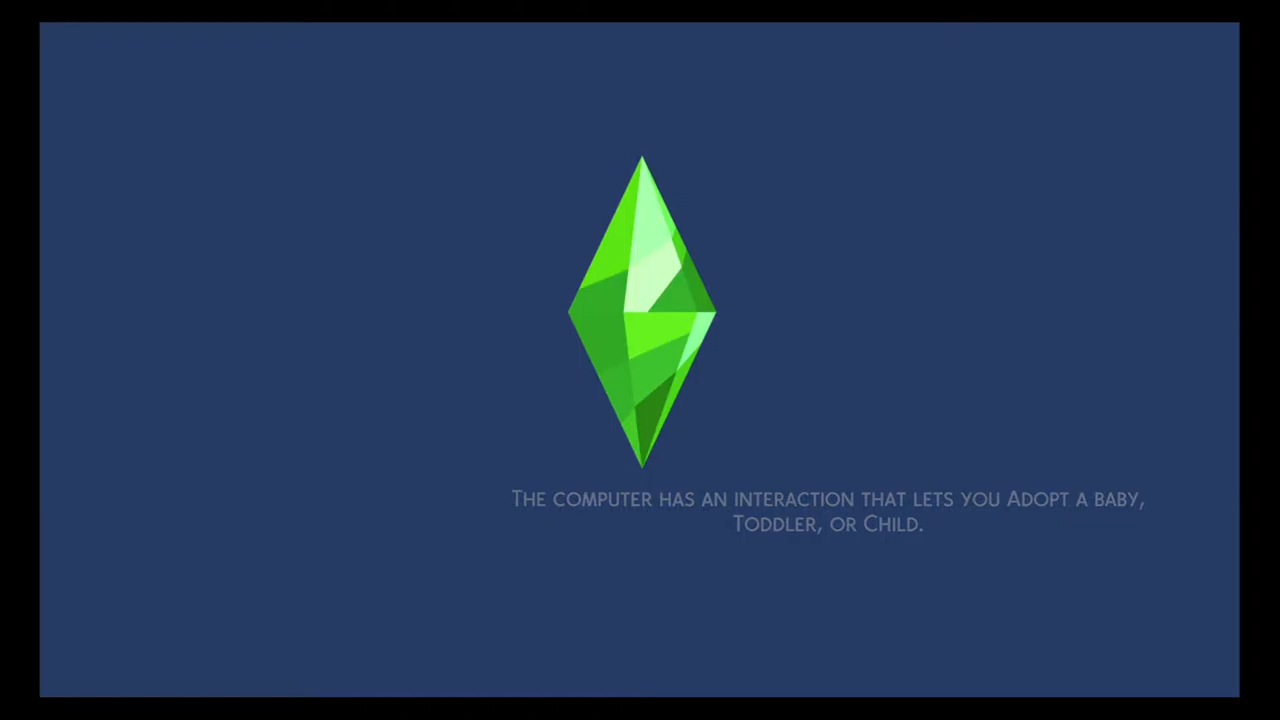 The computer has an interaction that lets you Adopt a baby,
Toddler, or Child.